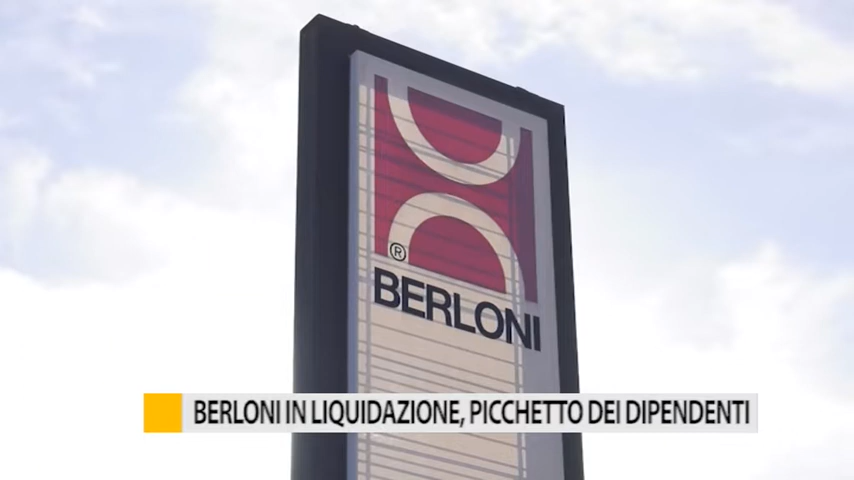 ®
BERLONI
BERLONI IN LIQUIDAZIONE, PICCHETTO DEI DIPENDENTI